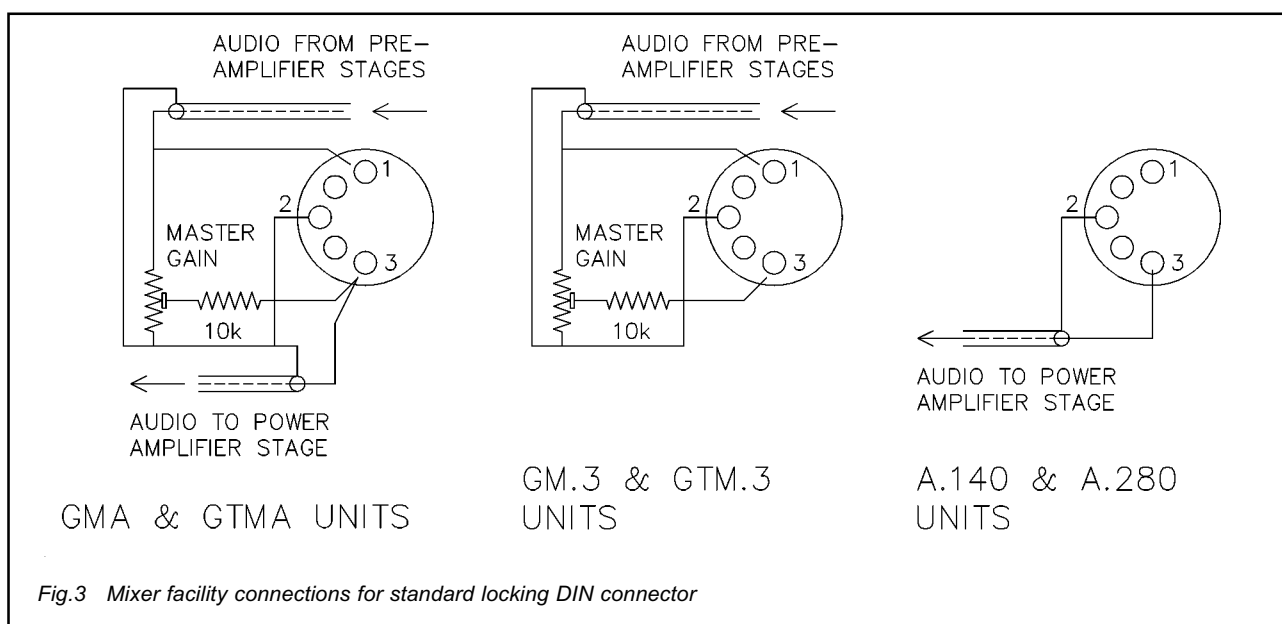 AUDIO FROM PRE-
AMPLIFIER STAGES
1
2
MASTER
GAIN
3
10k
AUDIO TO POWER
AMPLIFIER STAGE
GMA & GTMA UNITS
AUDIO FROM PRE-
AMPLIFIER STAGES
1
2
MASTER
GAIN
3
10k
GM.3 & GTM.3
UNITS
1
2
3
AUDIO TO POWER
AMPLIFIER STAGE
A.140 & A.280
UNITS
Fig.3 Mixer facility connections for standard locking DIN connector